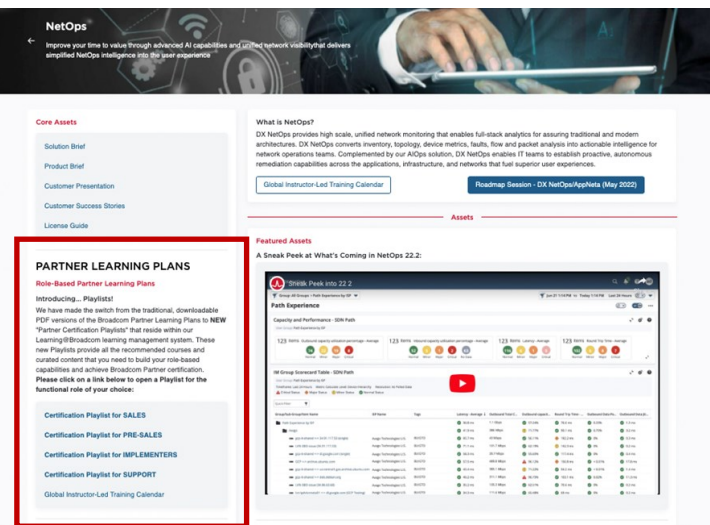 NetOps
Improve your time to value through advanced AI capabilities and unified network visibilitythat delivers
simplified NetOps intelligence into the user experience
Core Assets
Solution Brief
Product Brief
Customer Presentation
Customer Success Stories
License Guide
What is NetOps?
DX NetOps provides high scale, unified network monitoring that enables full-stack analytics for assuring traditional and modern
architectures. DX NetOps converts inventory, topology, device metrics, faults, flow and packet analysis into actionable intelligence for
network operations teams. Complemented by our AIOps solution, DX NetOps enables IT teams to establish proactive, autonomous
remediation capabilities across the applications, infrastructure, and networks that fuel superior user experiences.
Global Instructor-Led Training Calendar
Roadmap Session - DX NetOps/AppNeta (May 2022)
Assets
PARTNER LEARNING PLANS
Role-Based Partner Learning Plans
Introducing... Playlists!
We have made the switch from the traditional, downloadable
PDF versions of the Broadcom Partner Learning Plans to NEW
"Partner Certification Playlists" that reside within our
Learning@Broadcom learning management system. These
new Playlists provide all the recommended courses and
curated content that you need to build your role-based
capabilities and achieve Broadcom Partner certification.
Please click on a link below to open a Playlist for the
functional role of your choice:
Certification Playlist for SALES
Certification Playlist for PRE-SALES
Certification Playlist for IMPLEMENTERS
Certification Playlist for SUPPORT
Global Instructor-Led Training Calendar
Featured Assets
A Sneak Peek at What's Coming in NetOps 22.2:
Sneak Peek into 22 2
Path Experience
Capacity and Performance - SDN Path
IM Group Scorecard Table - SDN Path